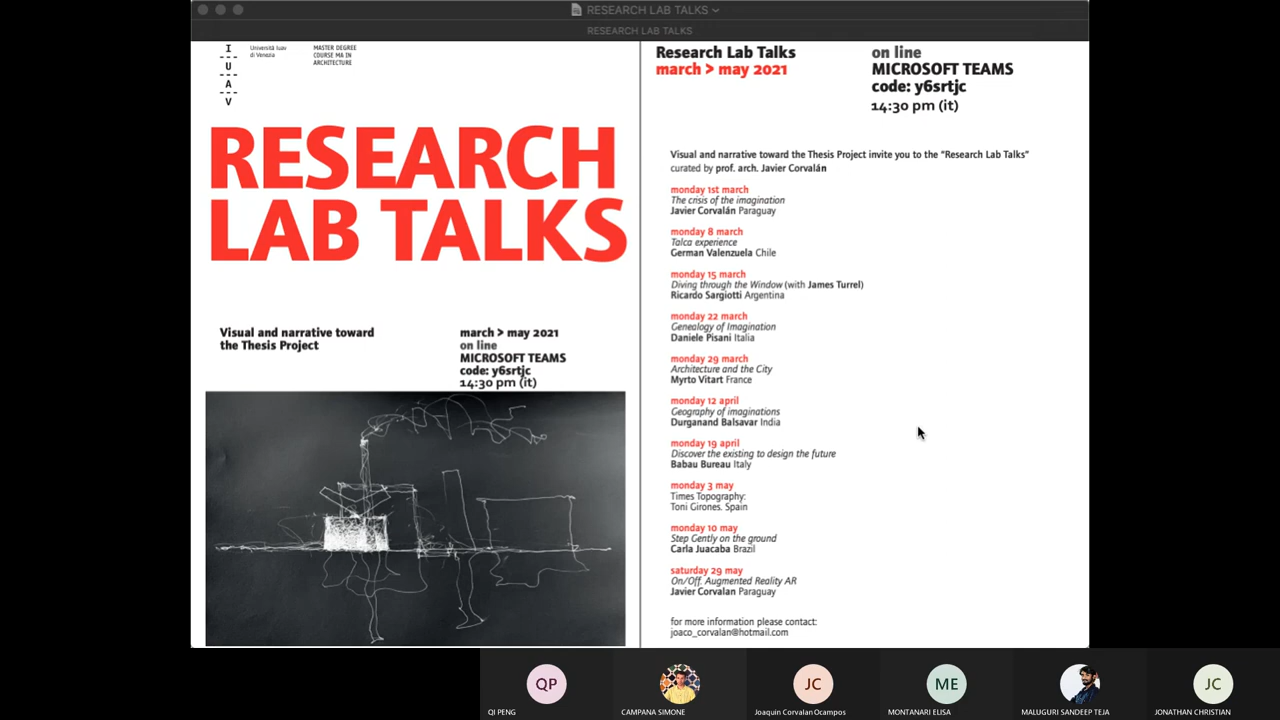 RESEARCH LAB TALKS
RESEARCH LAB TALKS
I
U
A
V
Università Iuav
di Venezia
MASTER DEGREE
COURSE MA IN
ARCHITECTURE
RESEARCH
LAB TALKS
Visual and narrative toward
the Thesis Project
march > may 2021
on line
MICROSOFT TEAMS
code: y6srtjc
14:30 pm (it)
Research Lab Talks
march > may 2021
on line
MICROSOFT TEAMS
code: y6srtjc
14:30 pm (it)
Visual and narrative toward the Thesis Project invite you to the “Research Lab Talks”
curated by prof. arch. Javier Corvalán
monday 1st march
The crisis of the imagination
Javier Corvalán Paraguay
monday 8 march
Talca experience
German Valenzuela Chile
monday 15 march
Diving through the Window (with James Turrel)
Ricardo Sargiotti Argentina
monday 22 march
Genealogy of Imagination
Daniele Pisani Italia
monday 29 march
Architecture and the City
Myrto Vitart France
monday 12 april
Geography of imaginations
Durganand Balsavar India
monday 19 april
Discover the existing to design the future
Babau Bureau Italy
monday 3 may
Times Topography:
Toni Girones. Spain
monday 10 may
Step Gently on the ground
Carla Juacaba Brazil
saturday 29 may
On/Off. Augmented Reality AR
Javier Corvalan Paraguay
for more information please contact:
joaco_corvalan@hotmail.com
QP
JC
ME
JC
QI PENG
CAMPANA SIMONE
Joaquin Corvalan Ocampos
MONTANARI ELISA
MALUGURI SANDEEP TEJA
JONATHAN CHRISTIAN